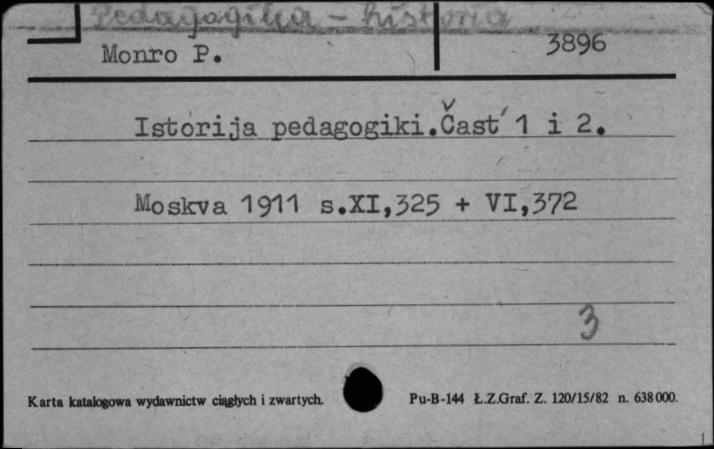 Pedagogika - historia
Monro P.
3896
Istorija pedagogiki.Čast' 1 i 2.
Moskva 1911 s.XI,325 + VI,372
3
Karta katalogowa wydawnictw ciągłych i zwartych.
Pu-B-144 Ł.Z.Graf. Z. 120/15/82 n. 638000.